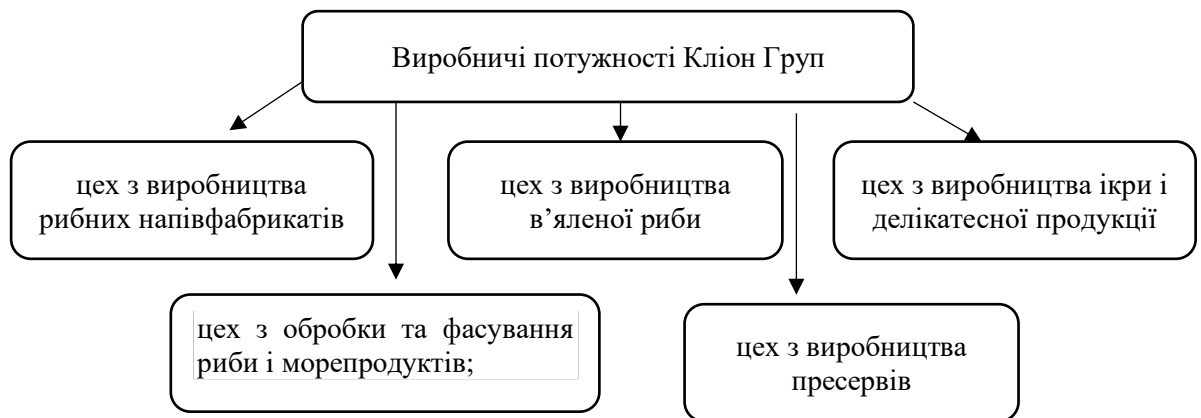 Виробничі потужності Кліон Груп
цех з виробництва
рибних напівфабрикатів
цех з виробництва
в’яленої риби
цех з виробництва ікри і
делікатесної продукції
цех з обробки та фасування
риби і морепродуктів;
цех з виробництва
пресервів